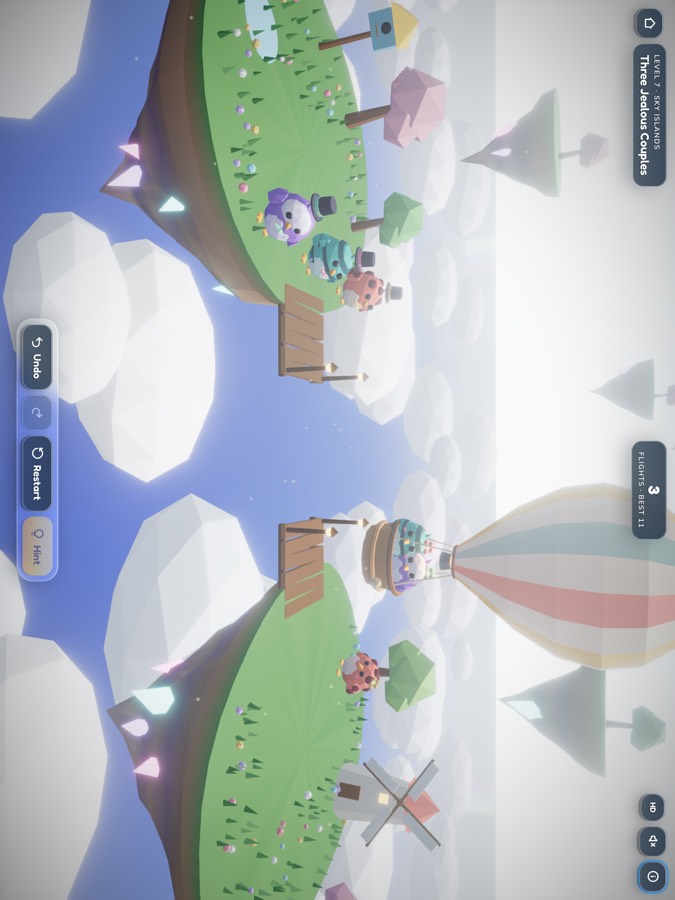 LEVEL 7 · SKY ISLANDS
Three Jealous Couples
3
FLIGHTS · BEST 11
HD
Undo
Restart
Hint